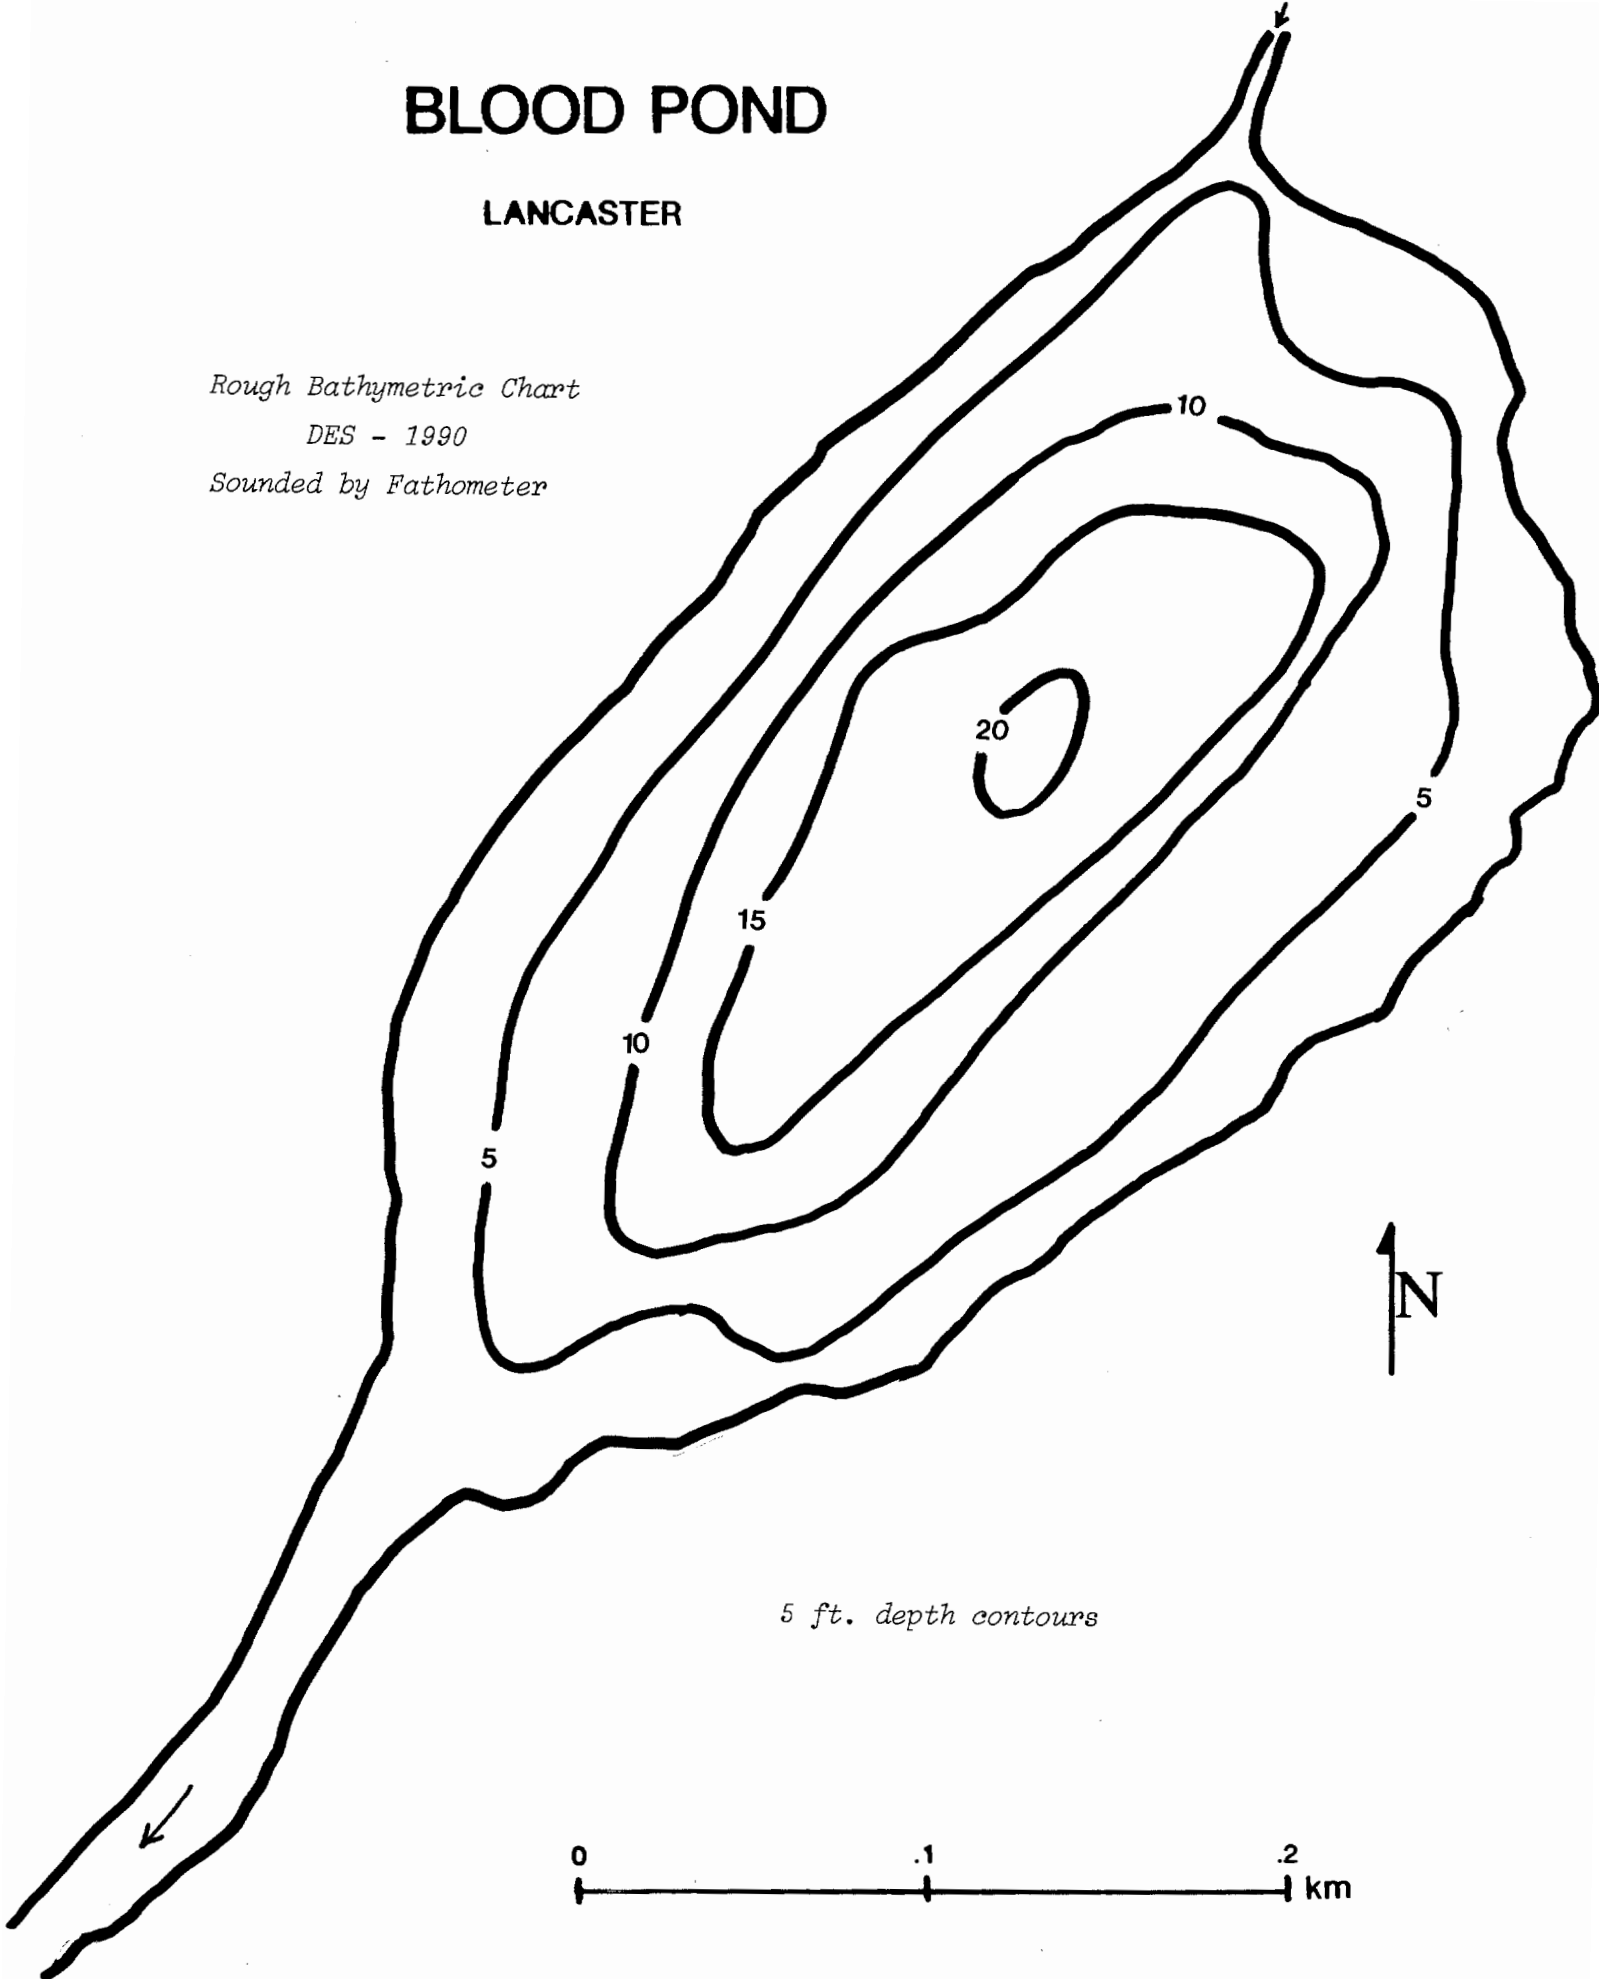 BLOOD POND
LANCASTER
Rough Bathymetric Chart
DES - 1990
Sounded by Fathometer
10
20
5
15
10
5
N
5 ft. depth contours
0 .1 .2 km